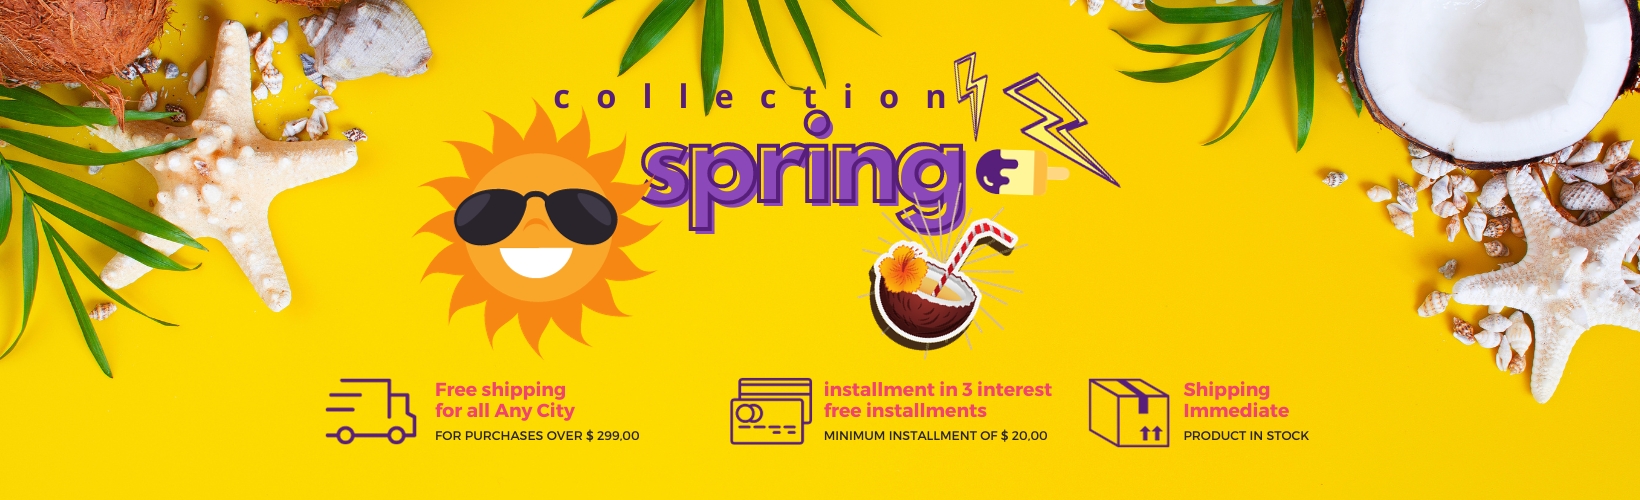 collection
spring
Free shipping
for all Any City
FOR PURCHASES OVER $ 299,00
installment in 3 interest
free installments
MINIMUM INSTALLMENT OF $ 20,00
Shipping
Immediate
PRODUCT IN STOCK